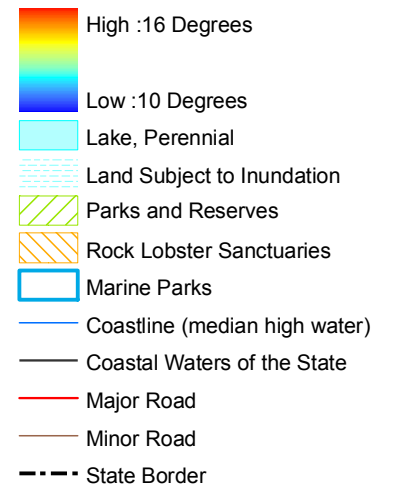 High :16 Degrees
Low :10 Degrees
Lake, Perennial
Land Subject to Inundation
Parks and Reserves
Rock Lobster Sanctuaries
Marine Parks
Coastline (median high water)
Coastal Waters of the State
Major Road
Minor Road
State Border